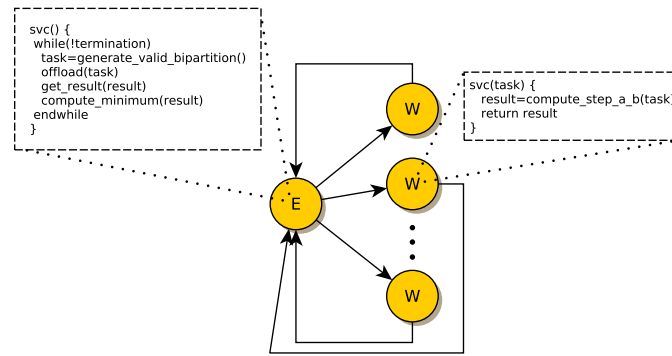 svc() {
while(!termination)
task=generate_valid_bipartition()
offload(task)
get_result(result)
compute_minimum(result)
endwhile
}
W
svc(task) {
result=compute_step_a_b(task)
return result
}
W
E
W